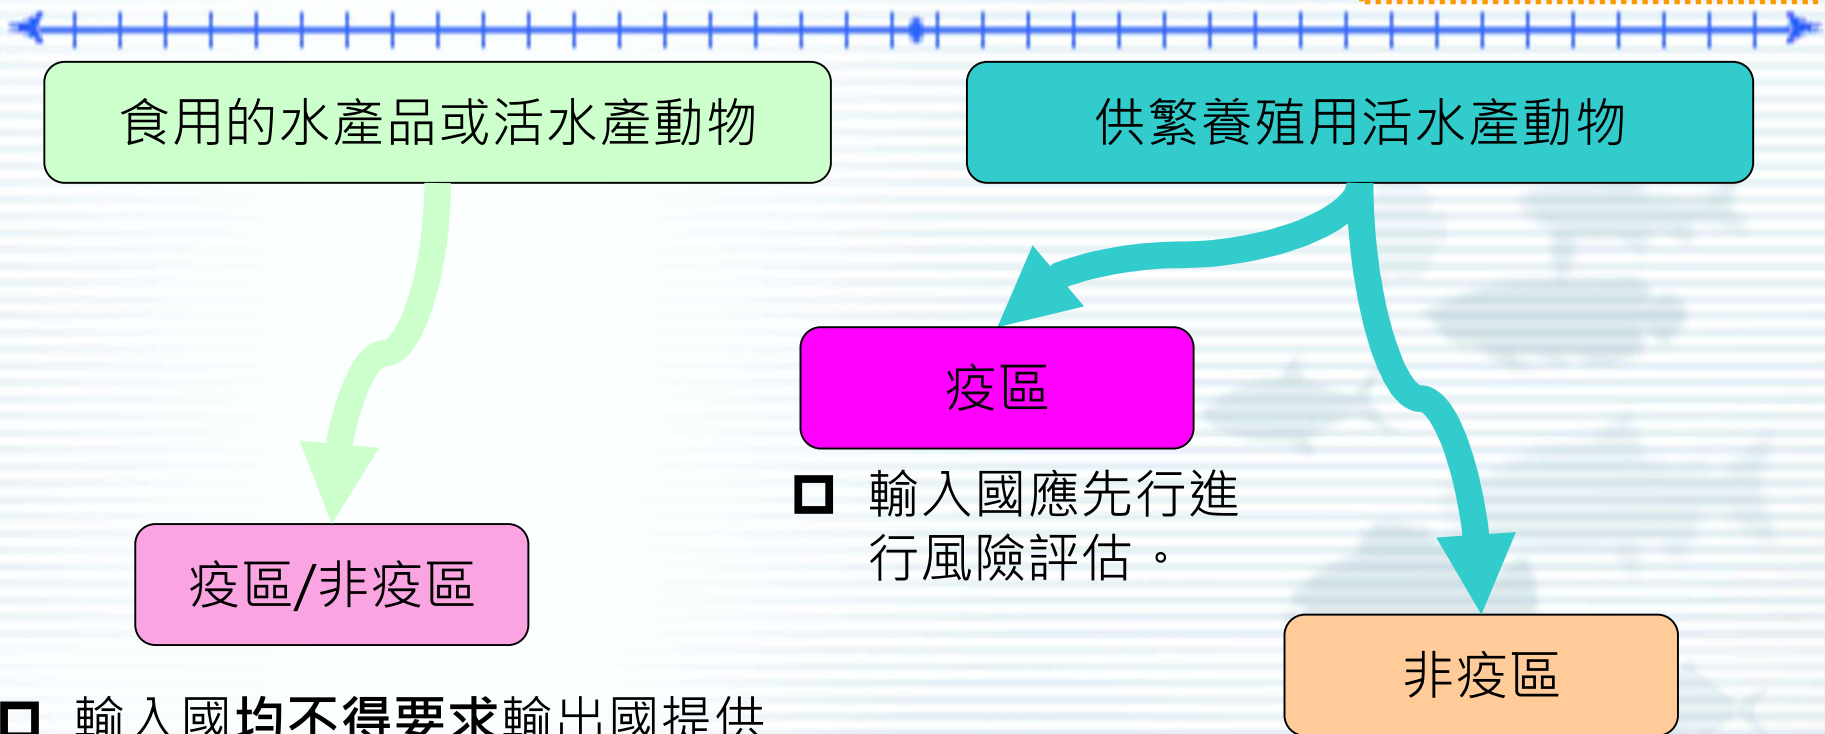 食用的水產品或活水產動物
供繁養殖用活水產動物
疫區
輸入國應先行進
行風險評估。
疫區/非疫區
非疫區
輸入國均不得要求輸出國提供